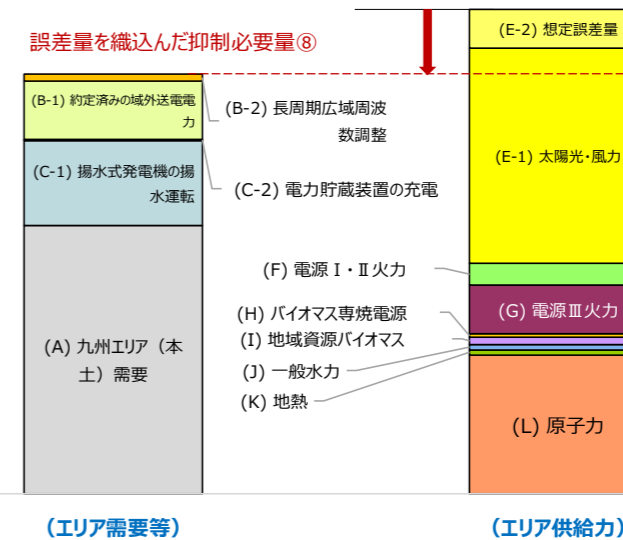 誤差量を織込んだ抑制必要量⑧
(E-2) 想定誤差量
(B-1) 約定済みの域外送電電
力
(B-2) 長周期広域周波
数調整
(E-1) 太陽光・風力
(C-1) 揚水式発電機の揚
水運転
(C-2) 電力貯蔵装置の充電
(F) 電源Ⅰ・Ⅱ火力
(G) 電源Ⅲ火力
(H) バイオマス専焼電源
(I) 地域資源バイオマス
(A) 九州エリア（本
土）需要
(J) 一般水力
(K) 地熱
(L) 原子力
（エリア需要等）
（エリア供給力）